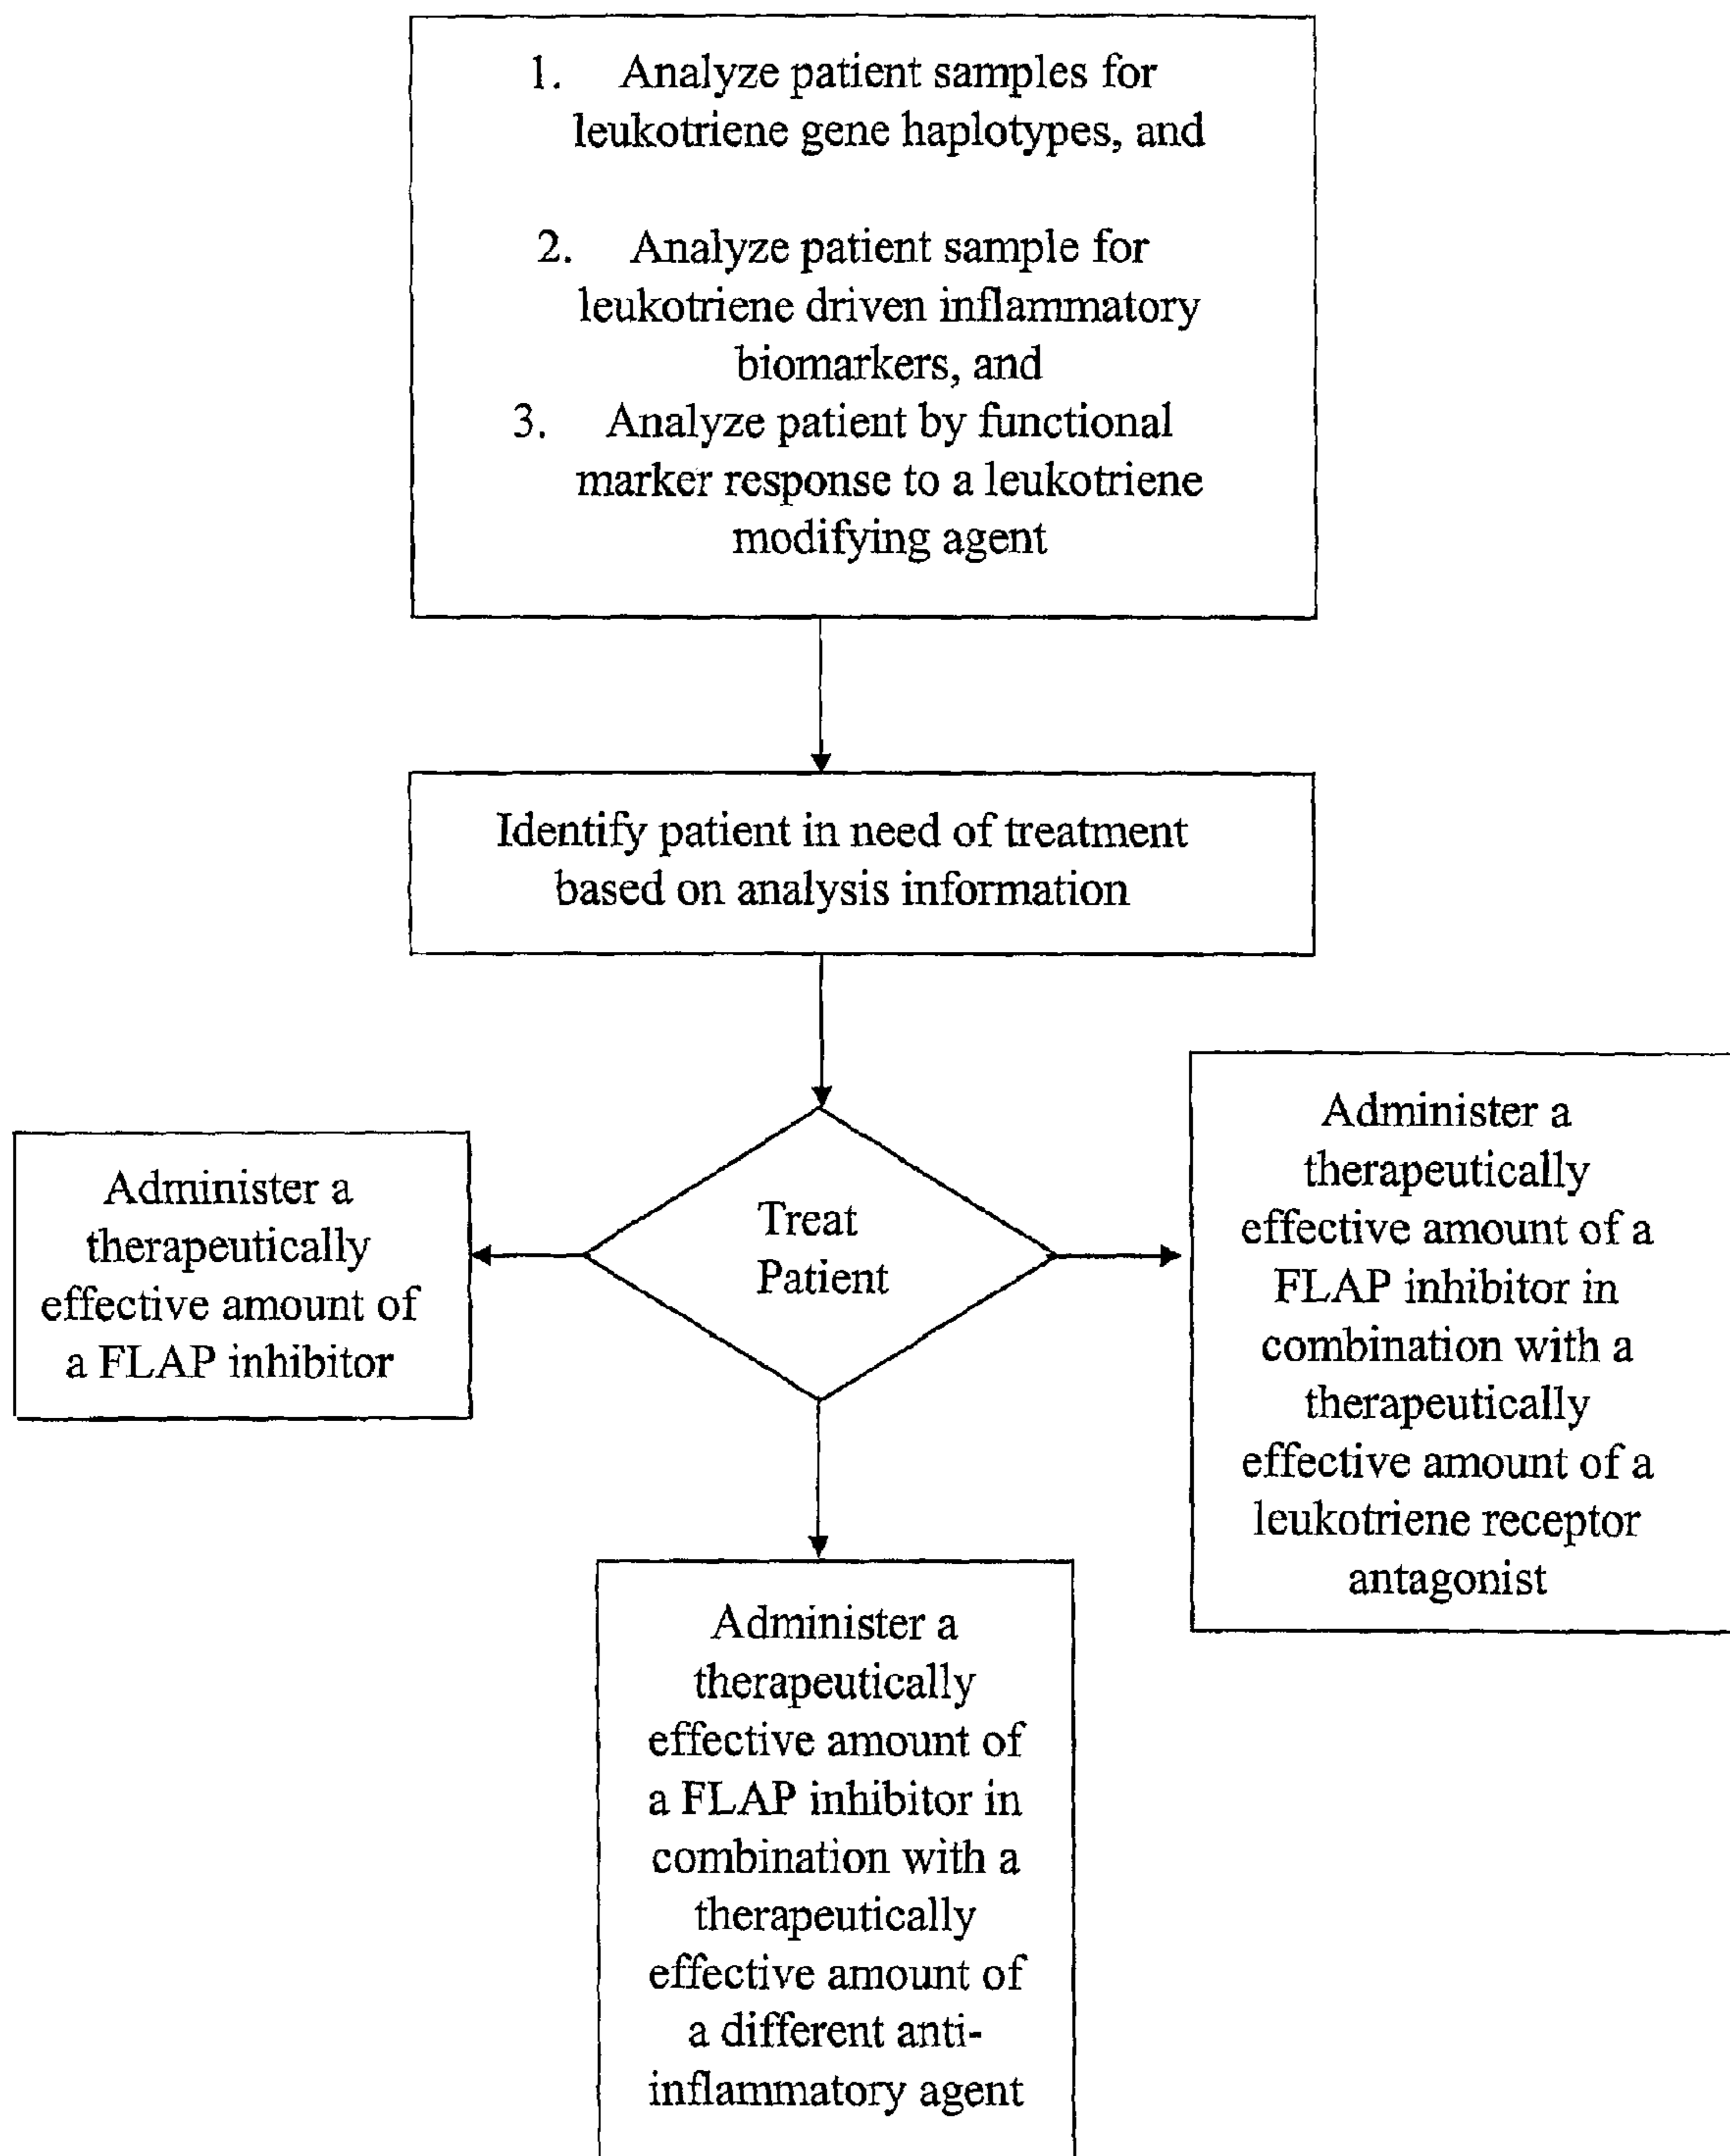 1. Analyze patient samples for
leukotriene gene haplotypes, and
2. Analyze patient sample for
leukotriene driven inflammatory
biomarkers, and
3. Analyze patient by functional
marker response to a leukotriene
modifying agent
Identify patient in need of treatment
based on analysis information
Treat
Patient
Administer a
therapeutically
effective amount of
a FLAP inhibitor
Administer a
therapeutically
effective amount of a
FLAP inhibitor in
combination with a
therapeutically
effective amount of a
leukotriene receptor
antagonist
Administer a
therapeutically
effective amount of
a FLAP inhibitor in
combination with a
therapeutically
effective amount of
a different anti-
inflammatory agent